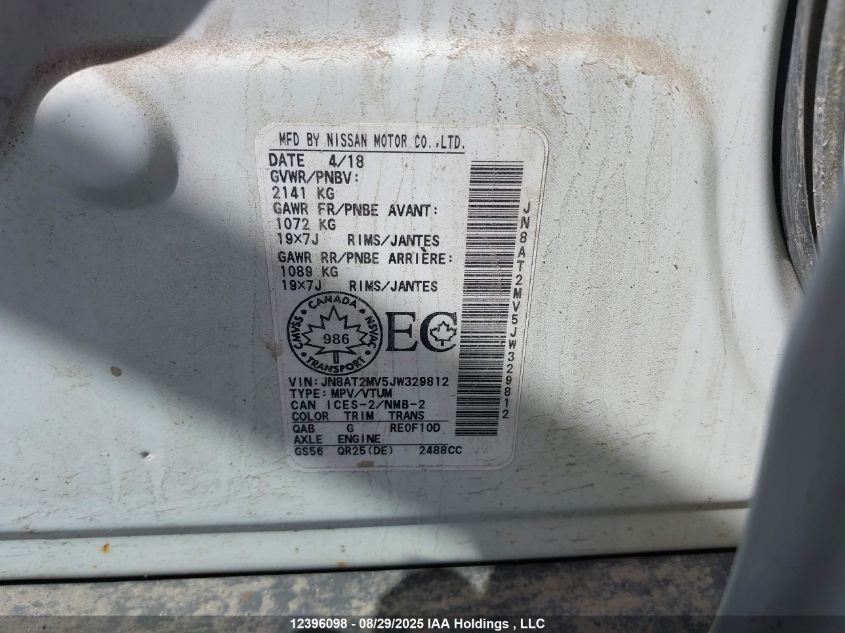 MFD BY NISSAN MOTOR CO.,LTD.
DATE 4/18
GVWR/PNBV:
2141 KG
GAWR FR/PNBE AVANT:
1072 KG
19×7J RIMS/JANTES
GAWR RR/PNBE ARRIÈRE:
1089 KG
19×7J RIMS/JANTES
CANADA
CMVSS NSVAC
986
TRANSPORT
EC
VIN: JN8AT2MV5JW329812
TYPE: MPV/VTUM
CAN ICES-2/NMB-2
COLOR TRIM TRANS
QAB G RE0F10D
AXLE ENGINE
GS56 QR25(DE) 2488CC
JN8AT2MV5JW329812
12396098 - 08/29/2025 IAA Holdings , LLC